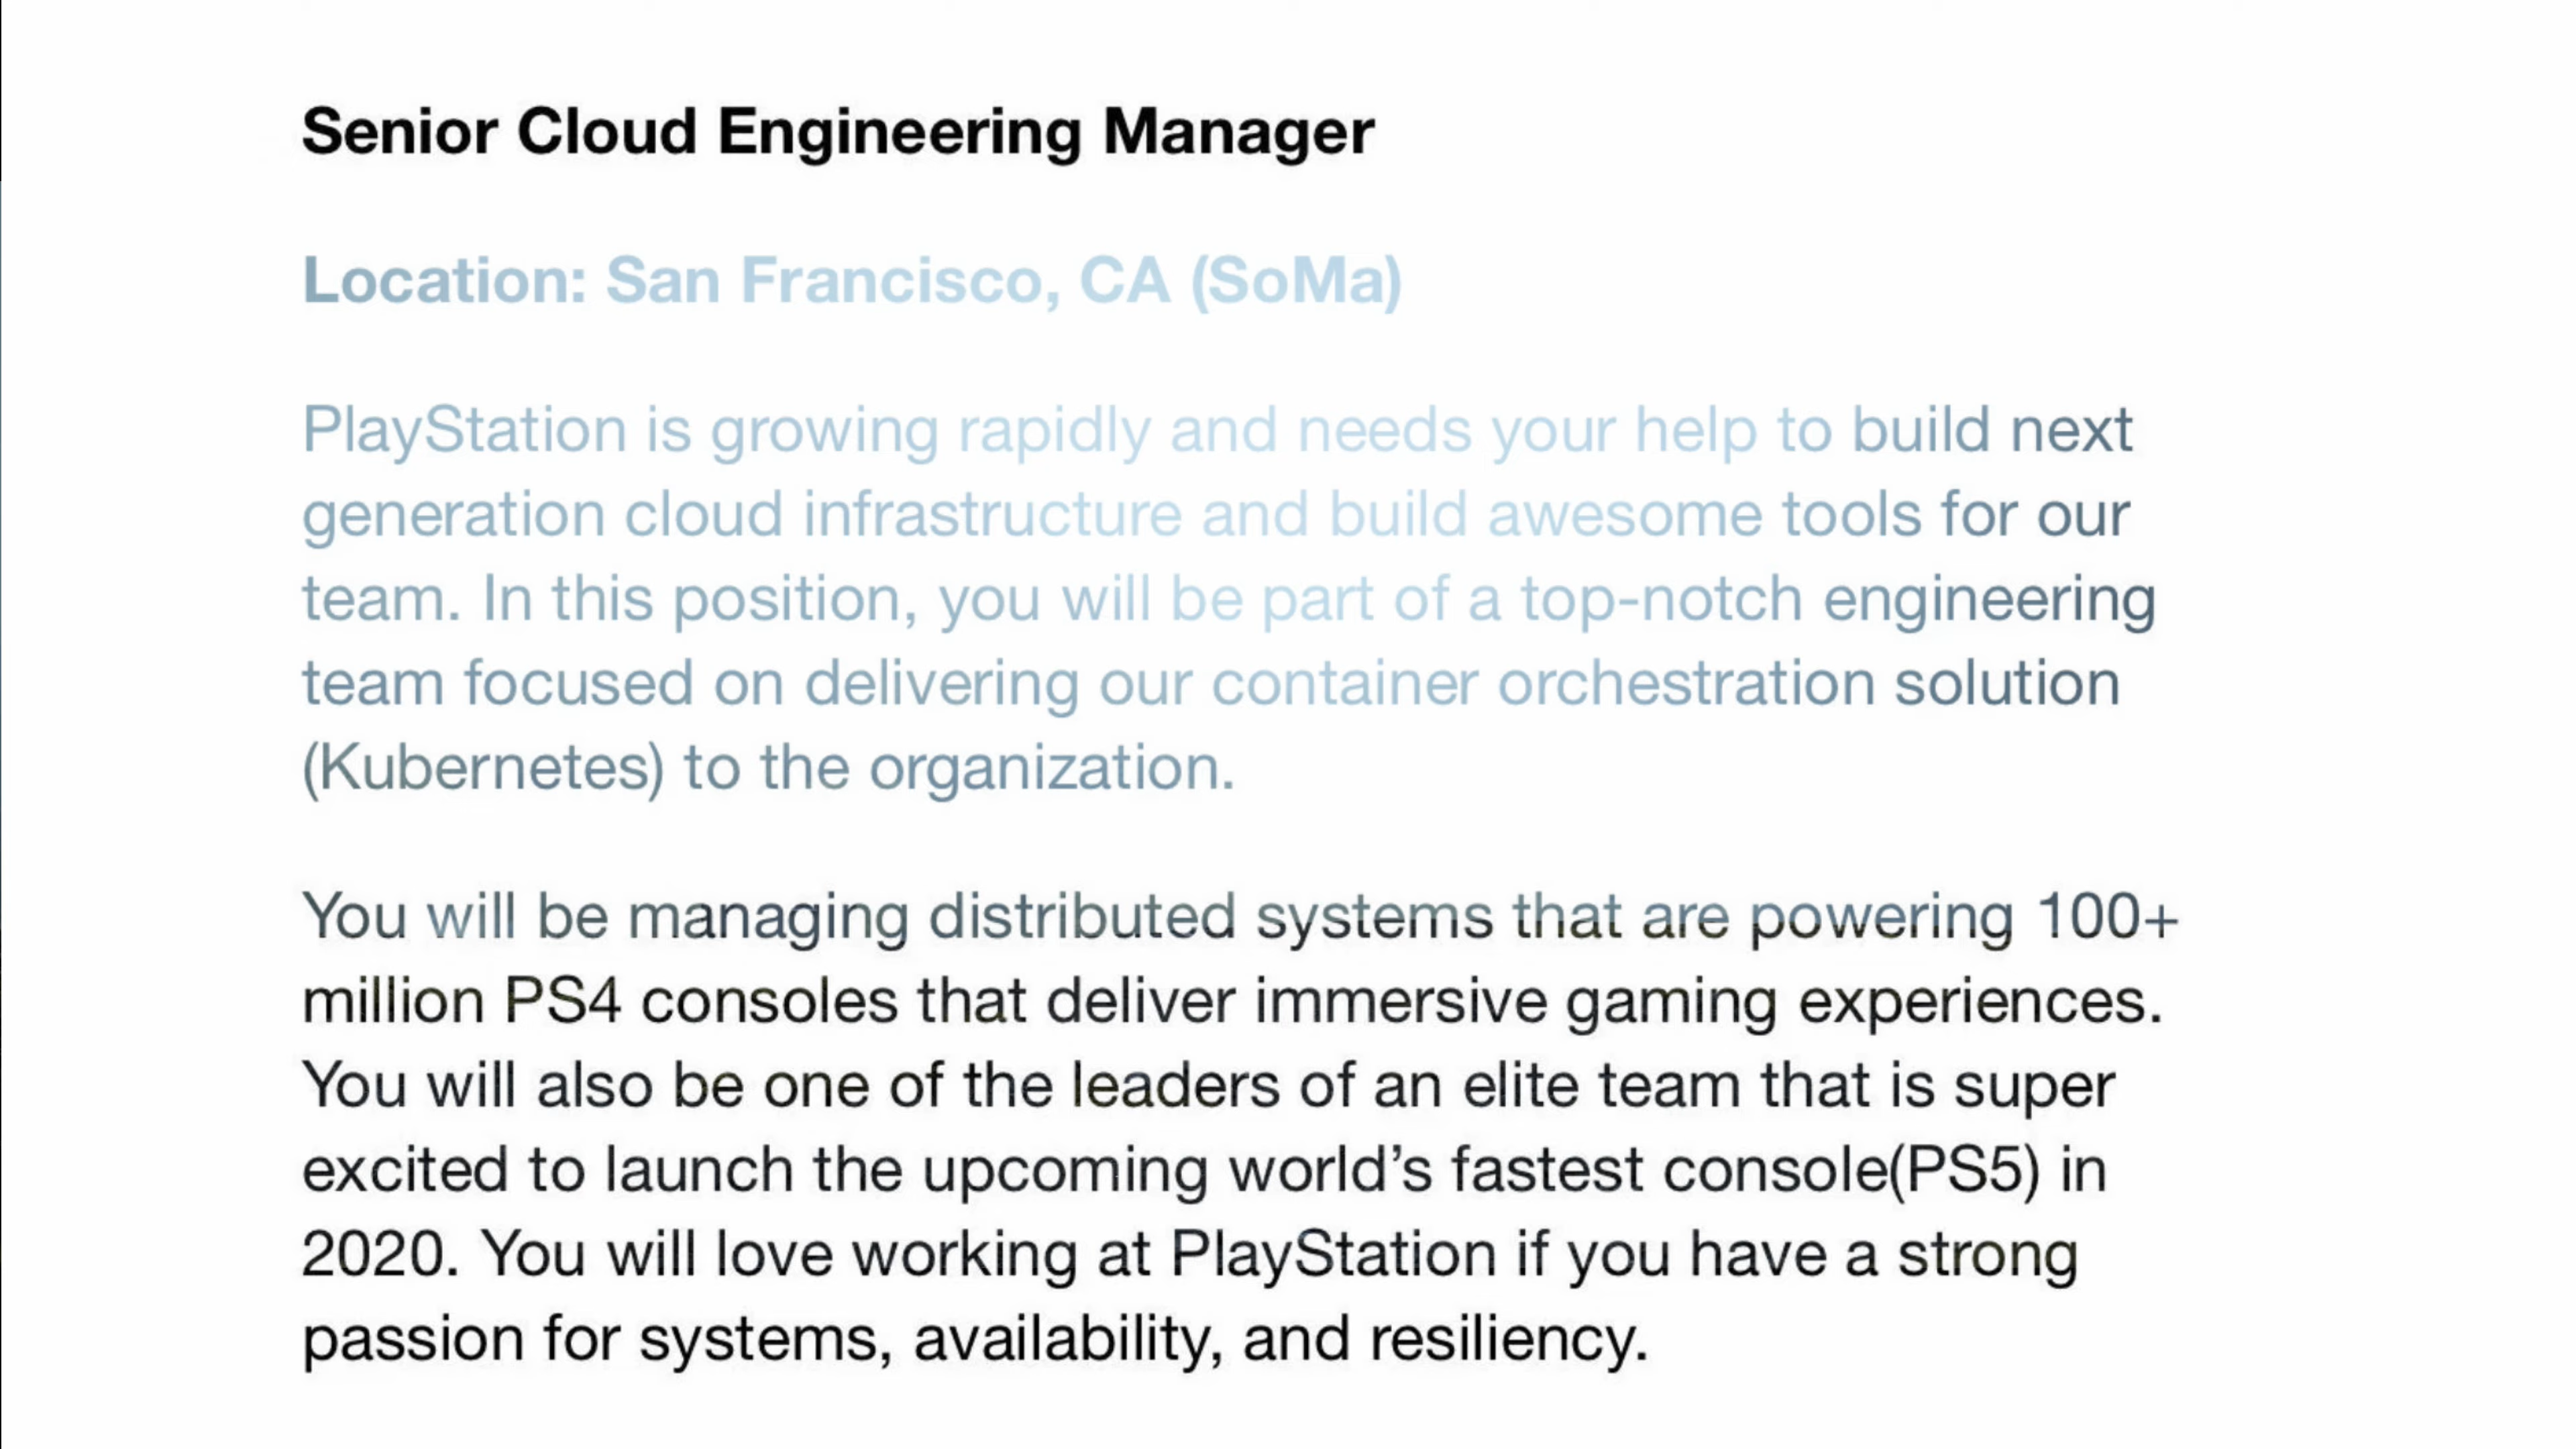 Senior Cloud Engineering Manager
Location: San Francisco, CA (SoMa)
PlayStation is growing rapidly and needs your help to build next
generation cloud infrastructure and build awesome tools for our
team. In this position, you will be part of a top-notch engineering
team focused on delivering our container orchestration solution
(Kubernetes) to the organization.
You will be managing distributed systems that are powering 100+
million PS4 consoles that deliver immersive gaming experiences.
You will also be one of the leaders of an elite team that is super
excited to launch the upcoming world’s fastest console(PS5) in
2020. You will love working at PlayStation if you have a strong
passion for systems, availability, and resiliency.